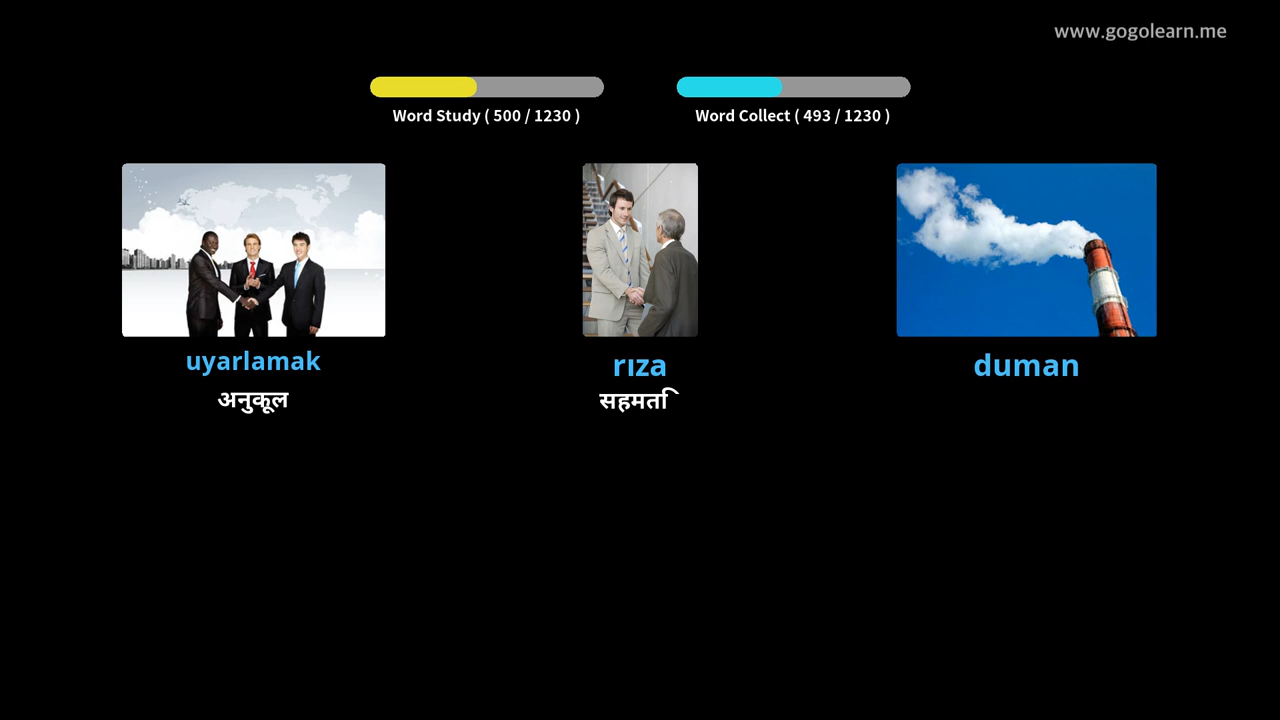 www.gogolearn.me
Word Study ( 500 / 1230 )
Word Collect ( 493 / 1230 )
uyarlamak
rıza
duman
अनुकूल
सहमति